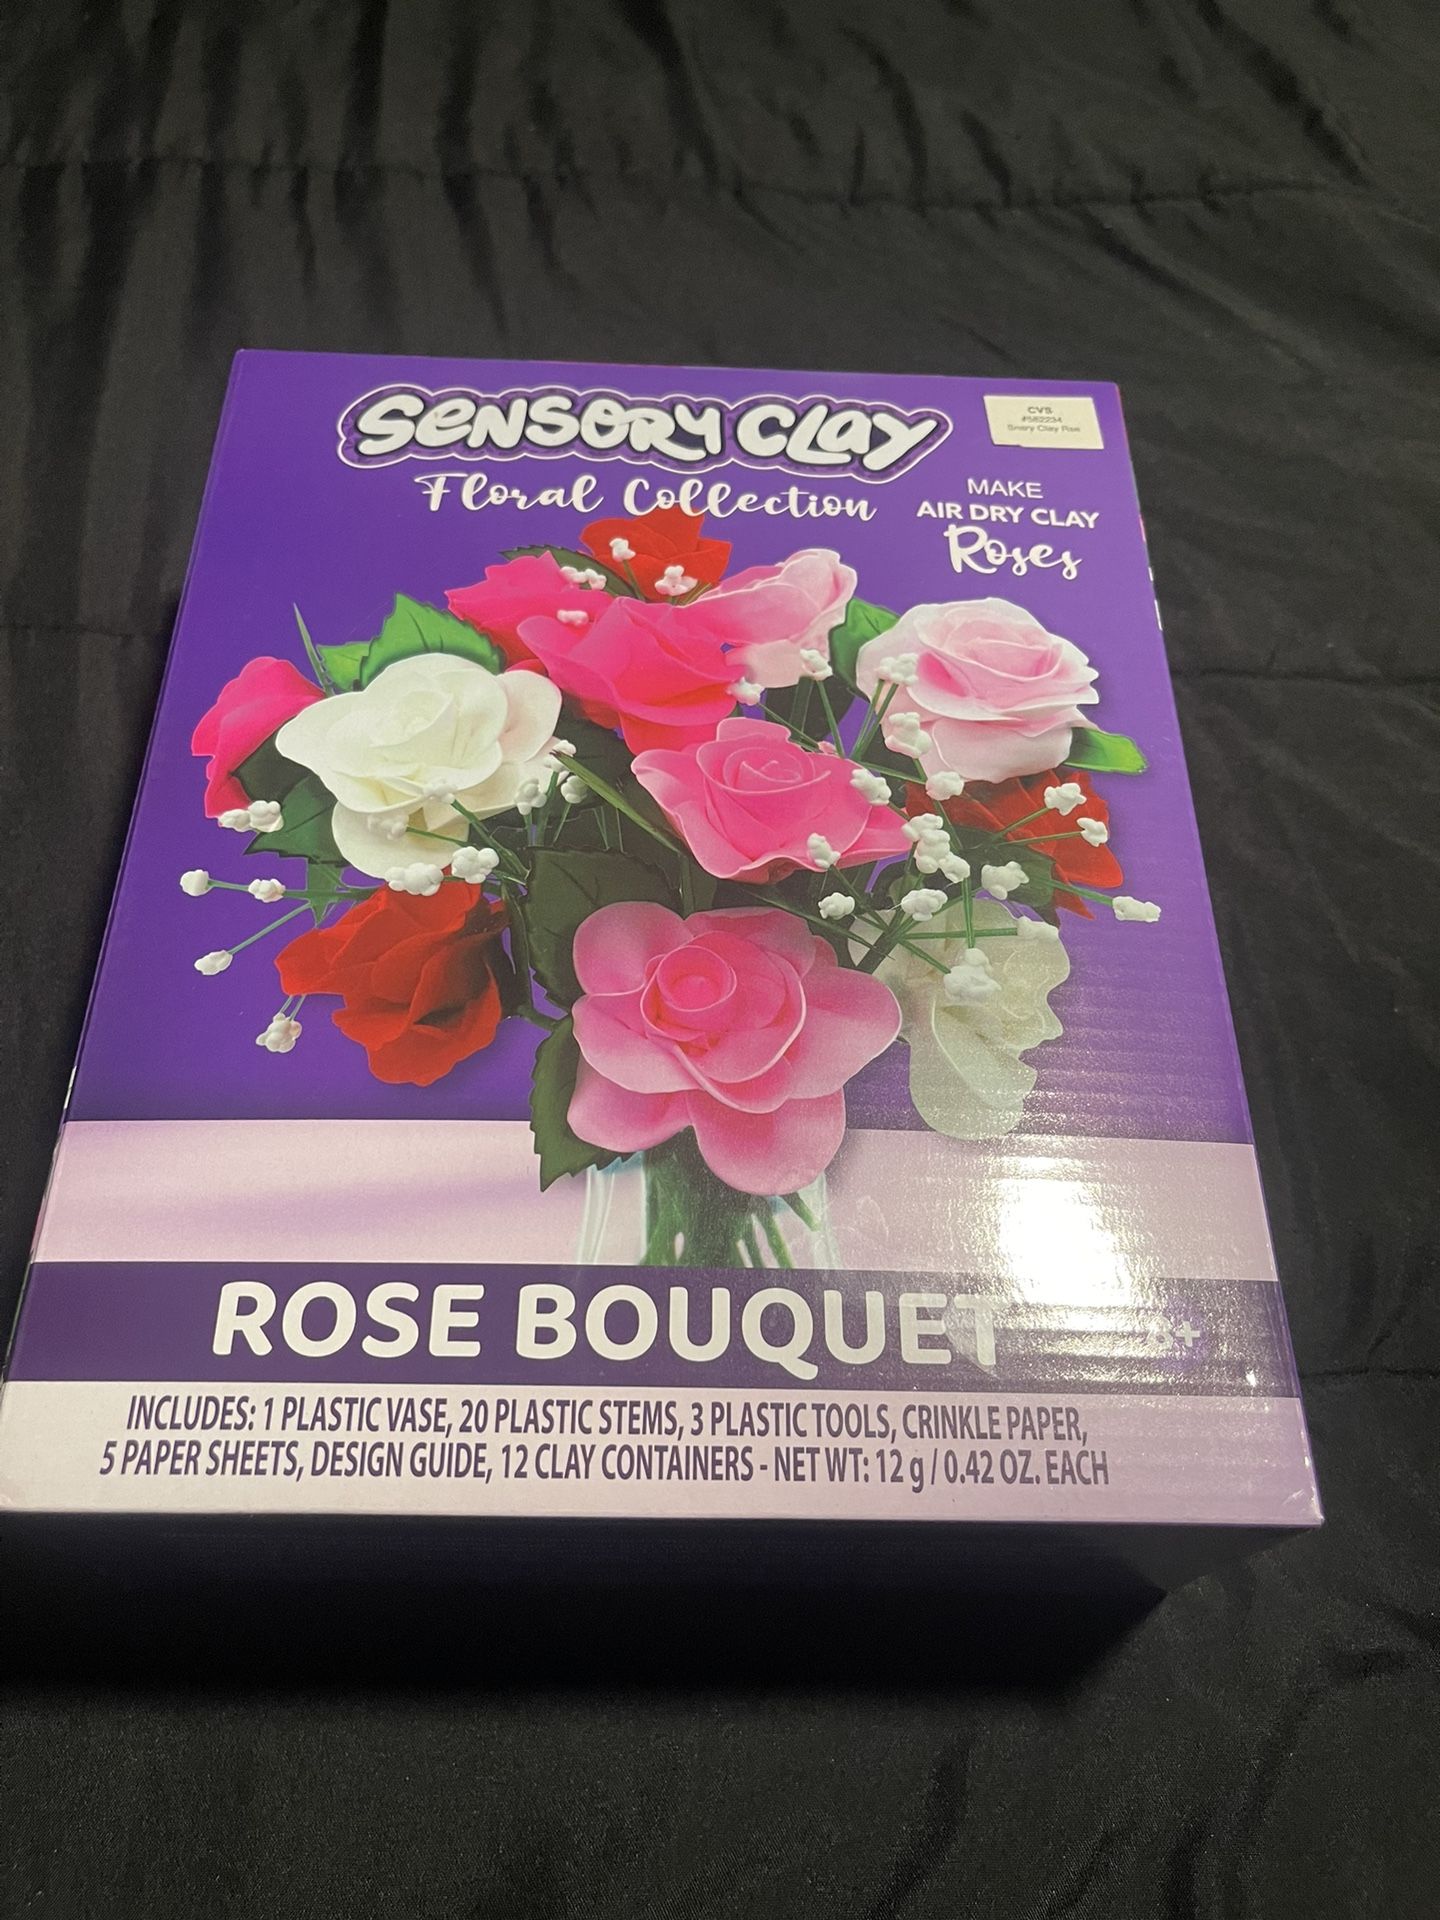 SENSORY CLAY
Floral Collection
CVS
MAKE
AIR DRY CLAY
Roses
ROSE BOUQUET
INCLUDES: 1 PLASTIC VASE, 20 PLASTIC STEMS, 3 PLASTIC TOOLS, CRINKLE PAPER,
5 PAPER SHEETS, DESIGN GUIDE, 12 CLAY CONTAINERS - NET WT: 12 g / 0.42 OZ. EACH